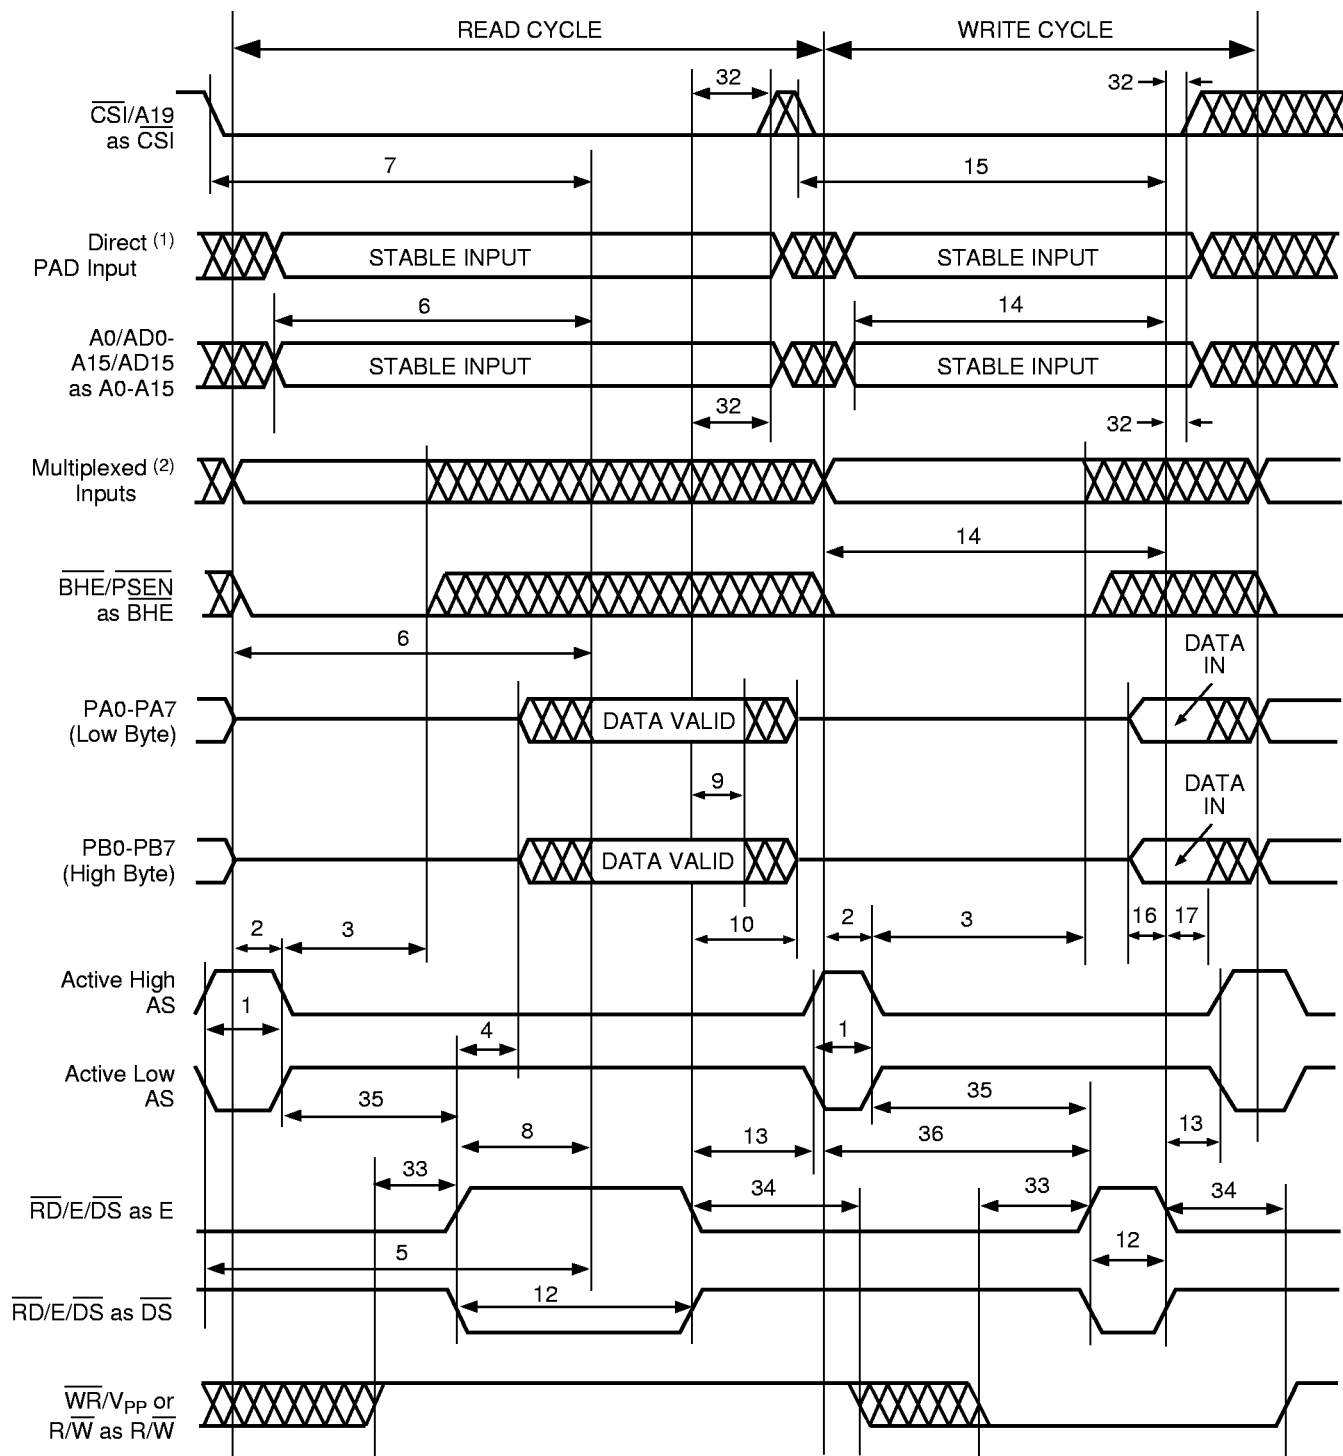 READ CYCLE WRITE CYCLE
32 32
CSI/A19
as CSI
7 15
Direct (1)
PAD Input
STABLE INPUT STABLE INPUT
6 14
A0/AD0-
A15/AD15
as A0-A15
STABLE INPUT STABLE INPUT
32 32
Multiplexed (2)
Inputs
14
BHE/PSEN
as BHE
6
DATA
IN
PA0-PA7
(Low Byte)
DATA VALID
9
DATA
IN
PB0-PB7
(High Byte)
DATA VALID
2 3 10 2 3 16 17
Active High
AS
1 4 1
Active Low
AS
35 35
8 13 36 13
33 34 33 34
RD/E/DS as E
5 12
RD/E/DS as DS
12
WR/VPP or
R/W as R/W